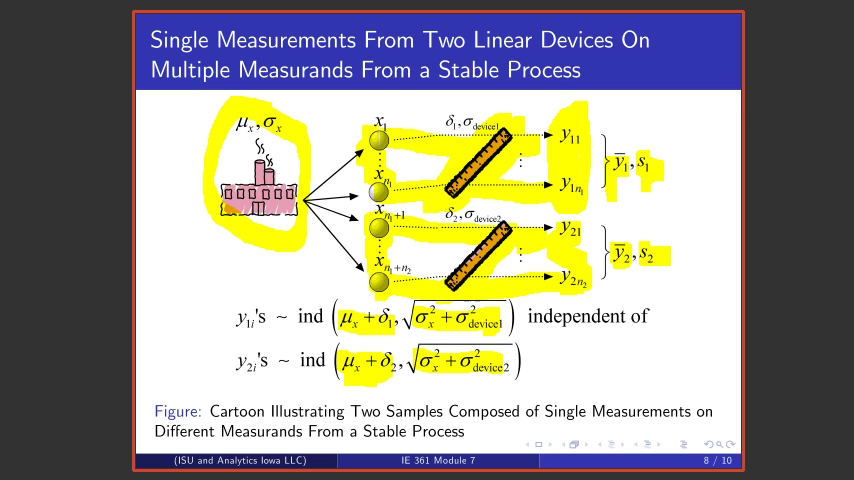 Single Measurements From Two Linear Devices On
Multiple Measurands From a Stable Process
μx, σx
x1
δ1, σdevice1
y11
⋮
xn1
y1n1
ȳ1, s1
xn1+1
δ2, σdevice2
y21
⋮
xn1+n2
y2n2
ȳ2, s2
y1i's ~ ind (μx + δ1, √(σx² + σ²device1)) independent of
y2i's ~ ind (μx + δ2, √(σx² + σ²device2))
Figure: Cartoon Illustrating Two Samples Composed of Single Measurements on
Different Measurands From a Stable Process
(ISU and Analytics Iowa LLC) IE 361 Module 7 8 / 10